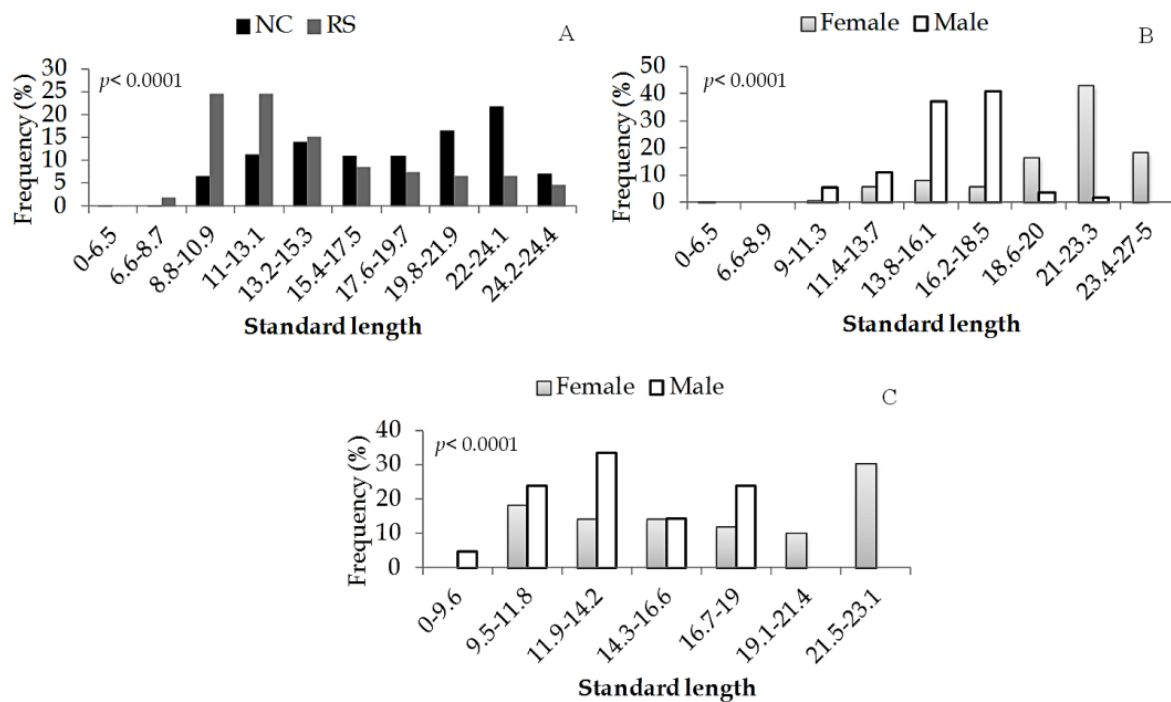 NC RS
A
p< 0.0001
Frequency (%)
30
25
20
15
10
5
0
0-6.5
6.6-8.7
8.8-10.9
11-13.1
13.2-15.3
15.4-17.5
17.6-19.7
19.8-21.9
22-24.1
24.2-24.4
Standard length
Female Male
B
p< 0.0001
Frequency (%)
50
40
30
20
10
0
0-6.5
6.6-8.9
9-11.3
11.4-13.7
13.8-16.1
16.2-18.5
18.6-20
21-23.3
23.4-27-5
Standard length
Female Male
C
p< 0.0001
Frequency (%)
40
30
20
10
0
0-9.6
9.5-11.8
11.9-14.2
14.3-16.6
16.7-19
19.1-21.4
21.5-23.1
Standard length